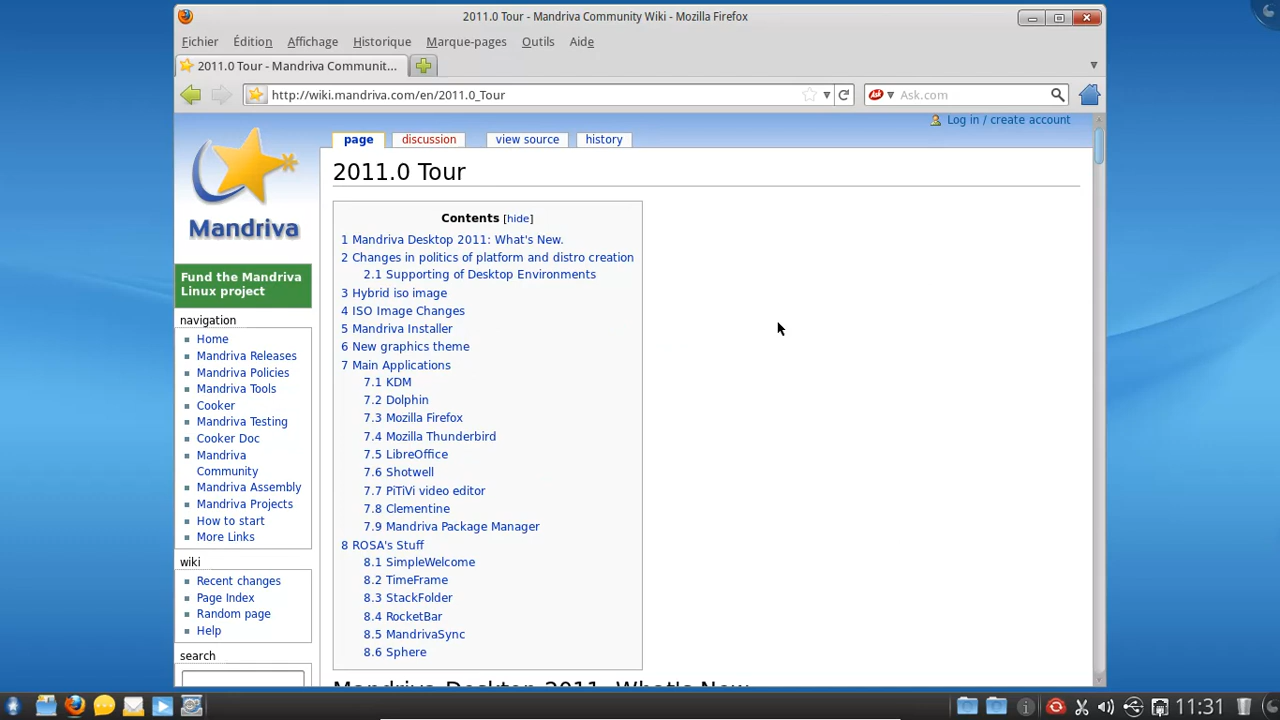 2011.0 Tour - Mandriva Community Wiki - Mozilla Firefox
Fichier Édition Affichage Historique Marque-pages Outils Aide
2011.0 Tour - Mandriva Communit...
http://wiki.mandriva.com/en/2011.0_Tour
Ask.com
Log in / create account
page discussion view source history
Mandriva
Fund the Mandriva
Linux project
navigation
Home
Mandriva Releases
Mandriva Policies
Mandriva Tools
Cooker
Mandriva Testing
Cooker Doc
Mandriva
Community
Mandriva Assembly
Mandriva Projects
How to start
More Links
wiki
Recent changes
Page Index
Random page
Help
search
2011.0 Tour
Contents [hide]
1 Mandriva Desktop 2011: What's New.
2 Changes in politics of platform and distro creation
2.1 Supporting of Desktop Environments
3 Hybrid iso image
4 ISO Image Changes
5 Mandriva Installer
6 New graphics theme
7 Main Applications
7.1 KDM
7.2 Dolphin
7.3 Mozilla Firefox
7.4 Mozilla Thunderbird
7.5 LibreOffice
7.6 Shotwell
7.7 PiTiVi video editor
7.8 Clementine
7.9 Mandriva Package Manager
8 ROSA's Stuff
8.1 SimpleWelcome
8.2 TimeFrame
8.3 StackFolder
8.4 RocketBar
8.5 MandrivaSync
8.6 Sphere
Mandriva Desktop 2011: What's New
11:31